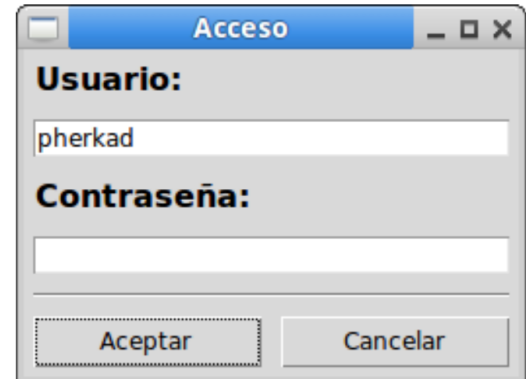 Acceso
Usuario:
pherkad
Contraseña:
Aceptar Cancelar